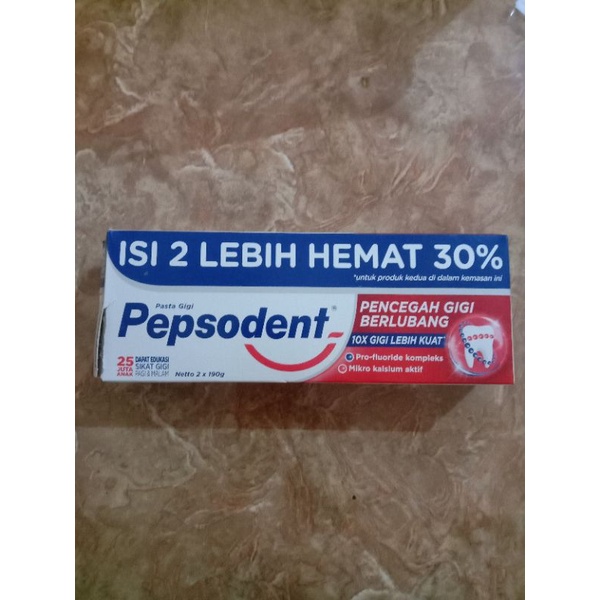 ISI 2 LEBIH HEMAT 30%
*untuk produk kedua di dalam kemasan ini
Pasta Gigi
Pepsodent
PENCEGAH GIGI
BERLUBANG
10X GIGI LEBIH KUAT
Pro-fluoride kompleks
Mikro kalsium aktif
25 JUTA ANAK
DAPAT EDUKASI
SIKAT GIGI
PAGI & MALAM
Netto 2 x 190g